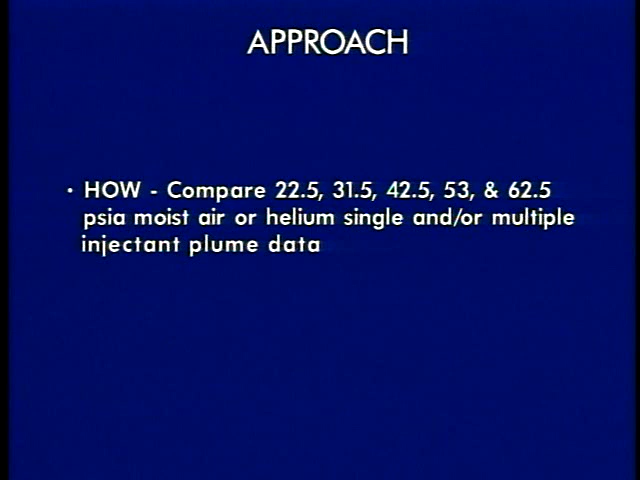 APPROACH
• HOW - Compare 22.5, 31.5, 42.5, 53, & 62.5
psia moist air or helium single and/or multiple
injectant plume data